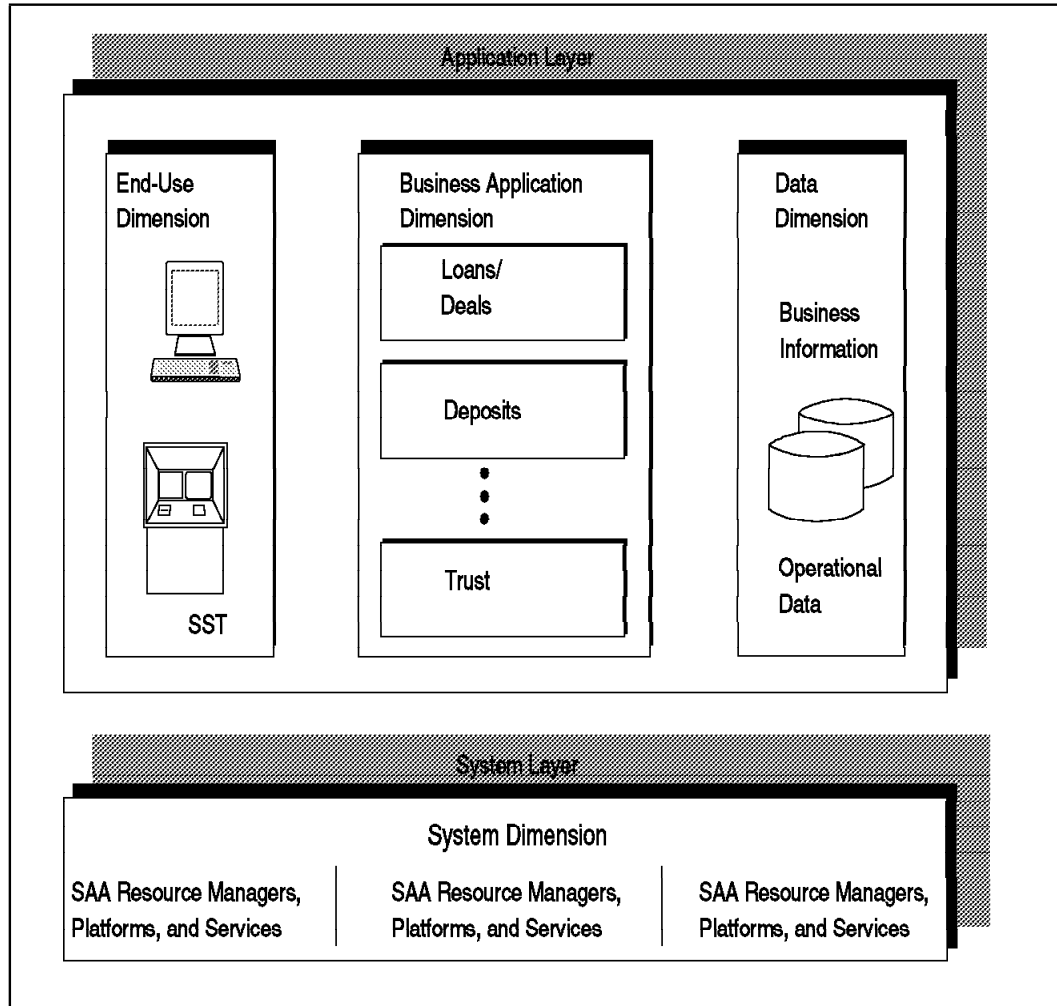 Application Layer
End-Use
Dimension
SST
Business Application
Dimension
Loans/
Deals
Deposits
Trust
Data
Dimension
Business
Information
Operational
Data
System Layer
System Dimension
SAA Resource Managers,
Platforms, and Services
SAA Resource Managers,
Platforms, and Services
SAA Resource Managers,
Platforms, and Services